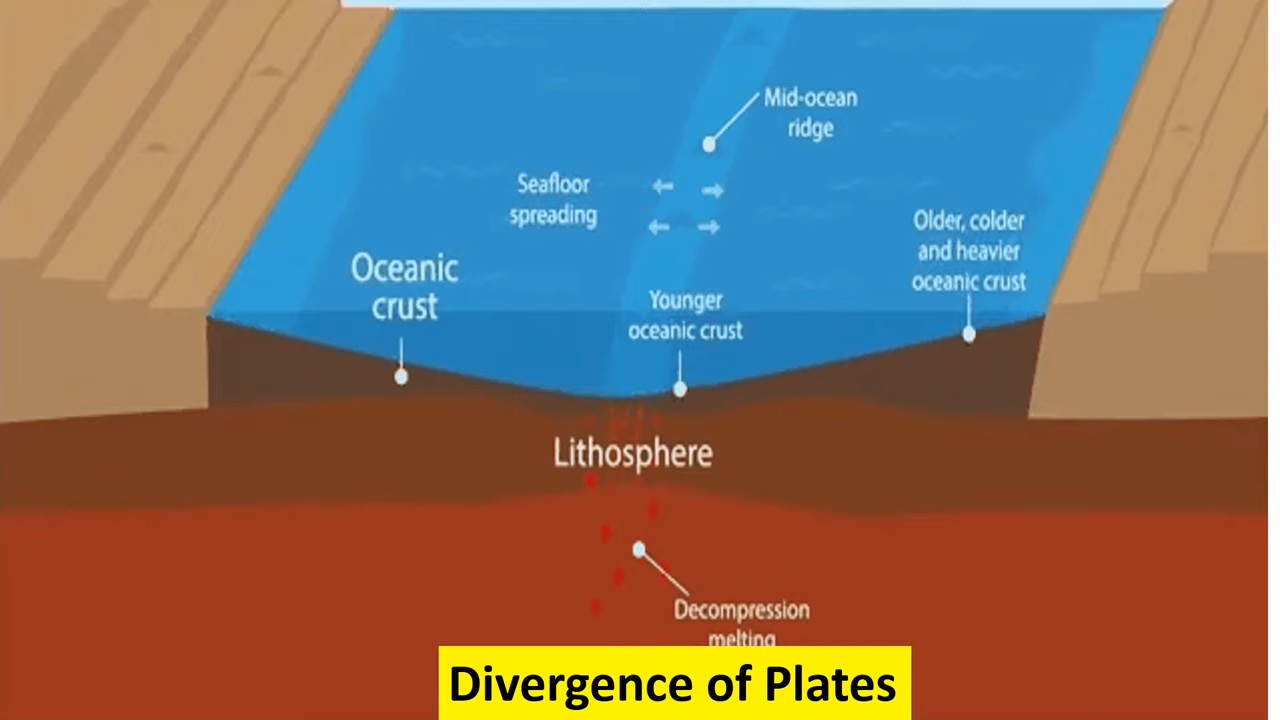 Mid-ocean
ridge
Seafloor
spreading
Older, colder
and heavier
oceanic crust
Oceanic
crust
Younger
oceanic crust
Lithosphere
Decompression
melting
Divergence of Plates